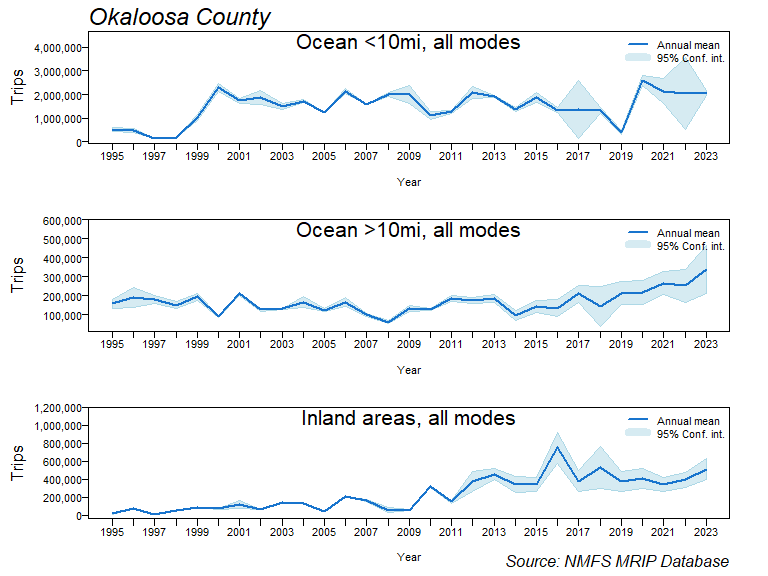 Okaloosa County
Ocean <10mi, all modes
Annual mean
95% Conf. int.
Trips
4,000,000
3,000,000
2,000,000
1,000,000
0
1995 1997 1999 2001 2003 2005 2007 2009 2011 2013 2015 2017 2019 2021 2023
Year
Ocean >10mi, all modes
Annual mean
95% Conf. int.
Trips
600,000
500,000
400,000
300,000
200,000
100,000
1995 1997 1999 2001 2003 2005 2007 2009 2011 2013 2015 2017 2019 2021 2023
Year
Inland areas, all modes
Annual mean
95% Conf. int.
Trips
1,200,000
1,000,000
800,000
600,000
400,000
200,000
0
1995 1997 1999 2001 2003 2005 2007 2009 2011 2013 2015 2017 2019 2021 2023
Year
Source: NMFS MRIP Database